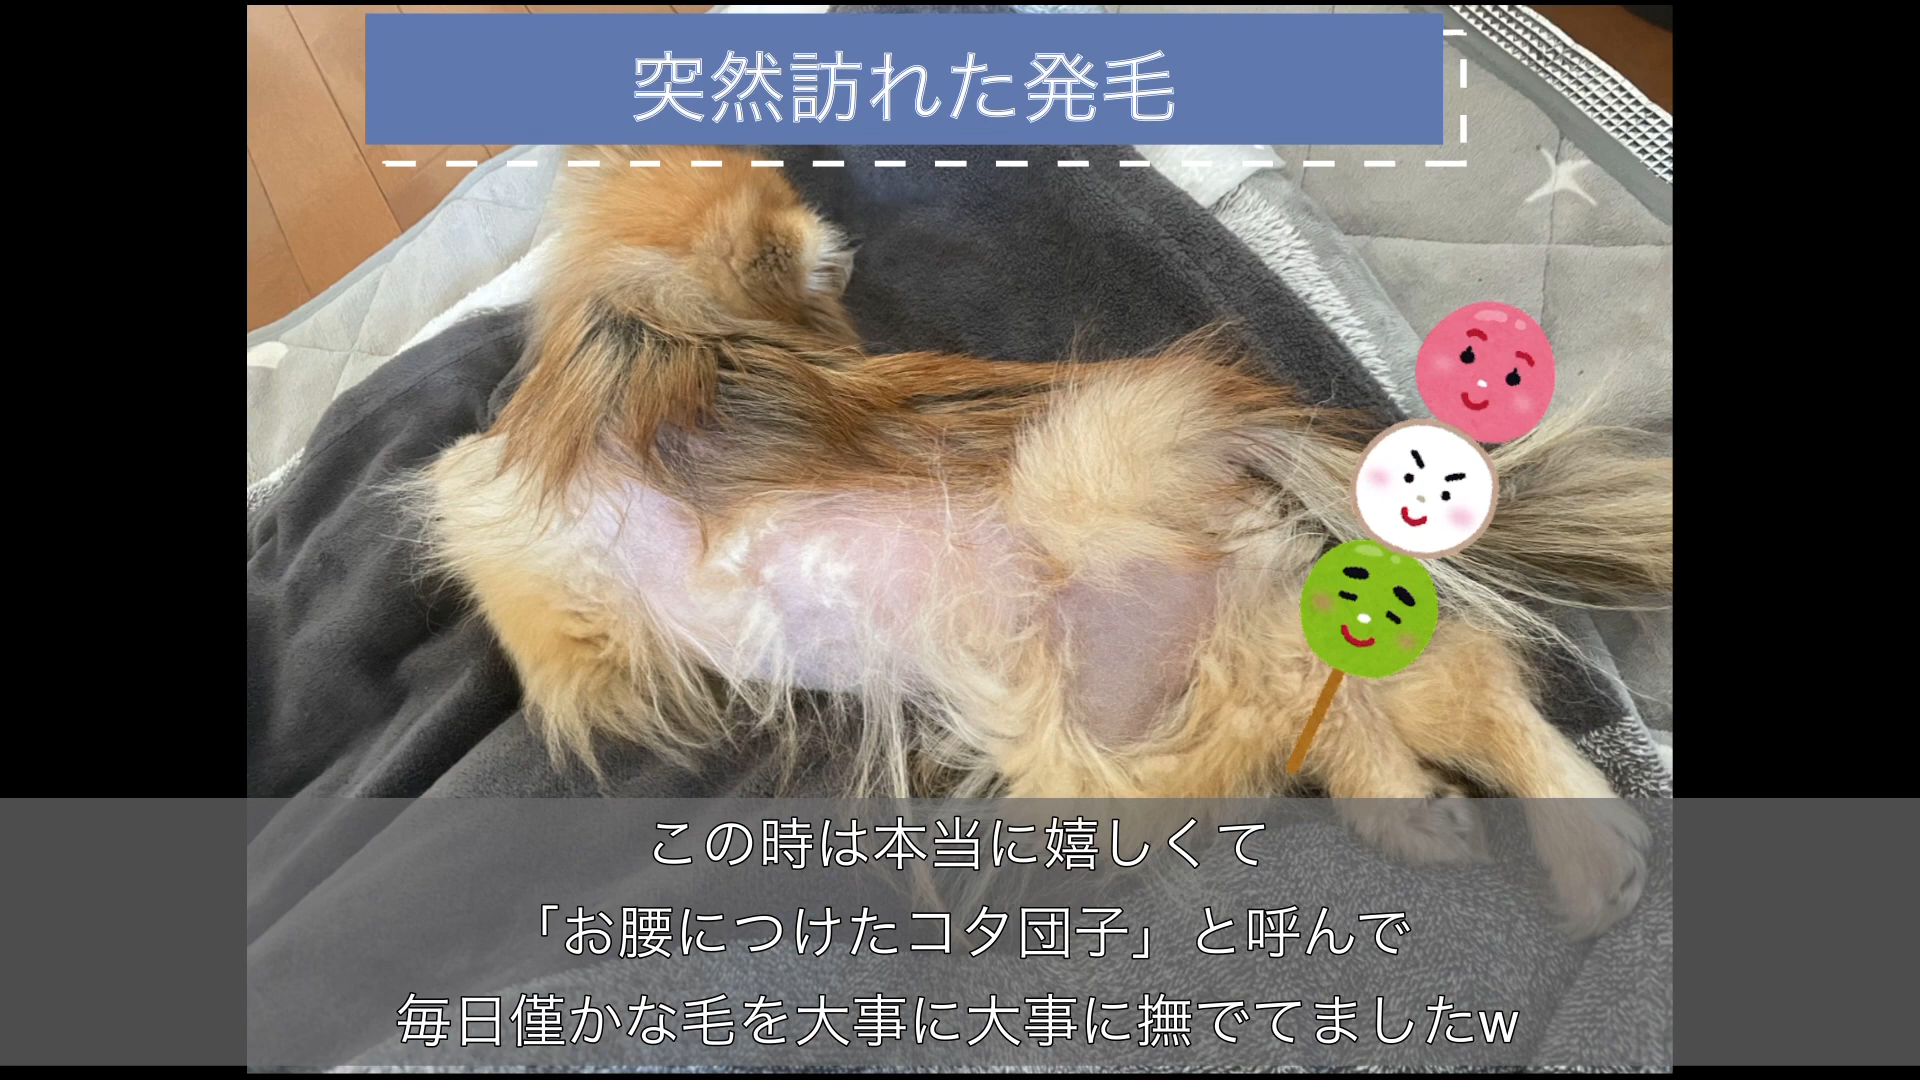 突然訪れた発毛
この時は本当に嬉しくて
「お腰につけたコタ団子」と呼んで
毎日僅かな毛を大事に大事に撫でてましたw